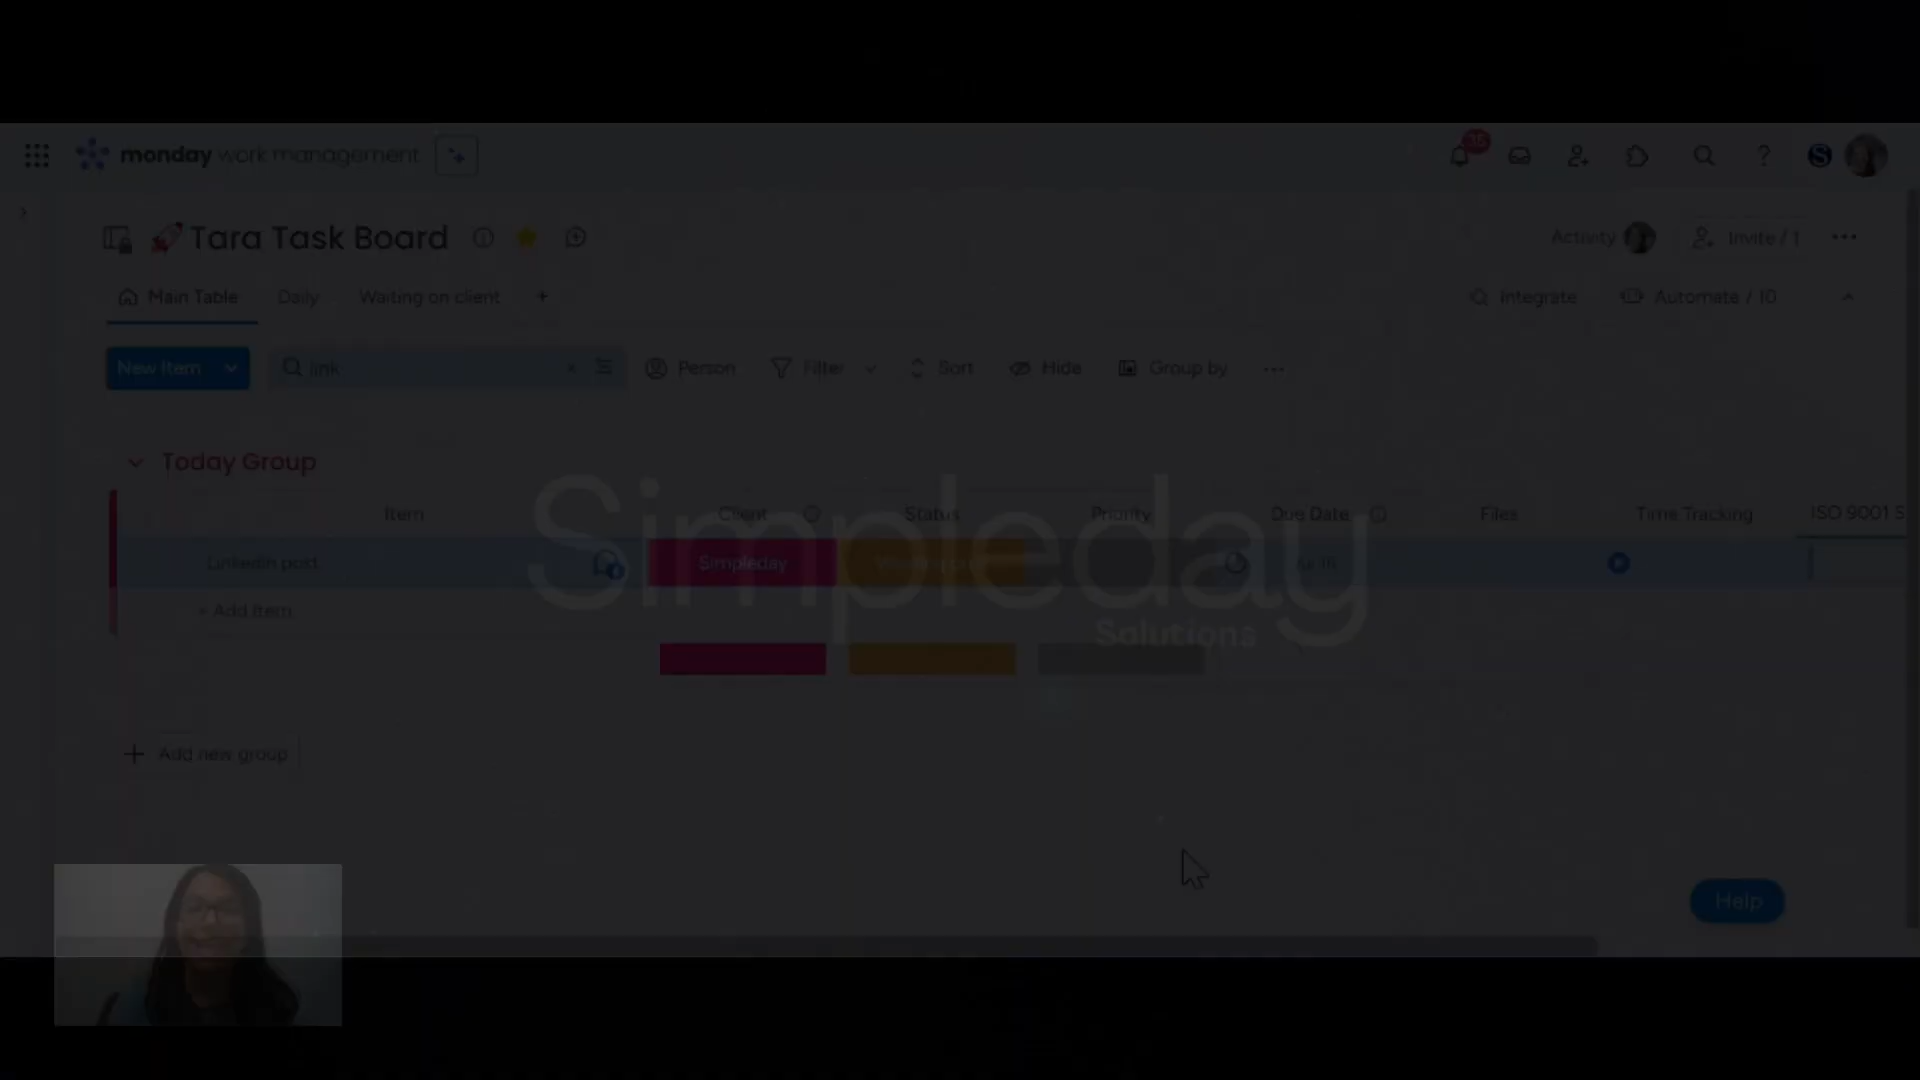 monday work management
36
S
Tara Task Board
Activity
Invite / 1
Main Table
Daily
Waiting on client
Integrate
Automate / 10
New Item
link
Person
Filter
Sort
Hide
Group by
Today Group
Item
Client
Status
Priority
Due Date
Files
Time Tracking
ISO 9001 S
LinkedIn post
Simpleday
+ Add Item
Simpleday
Solutions
Add new group
Help